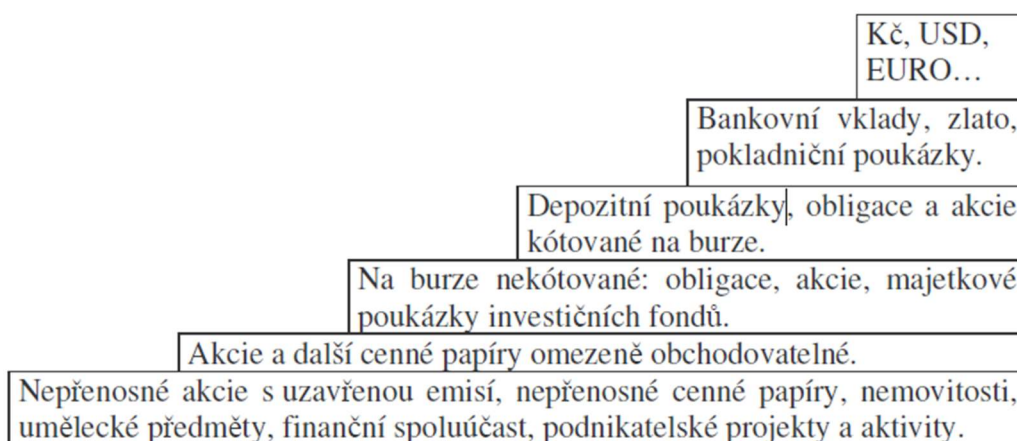 Kč, USD,
EURO…
Bankovní vklady, zlato,
pokladniční poukázky.
Depozitní poukázky, obligace a akcie
kótované na burze.
Na burze nekótované: obligace, akcie, majetkové
poukázky investičních fondů.
Akcie a další cenné papíry omezeně obchodovatelné.
Nepřenosné akcie s uzavřenou emisí, nepřenosné cenné papíry, nemovitosti,
umělecké předměty, finanční spoluúčast, podnikatelské projekty a aktivity.